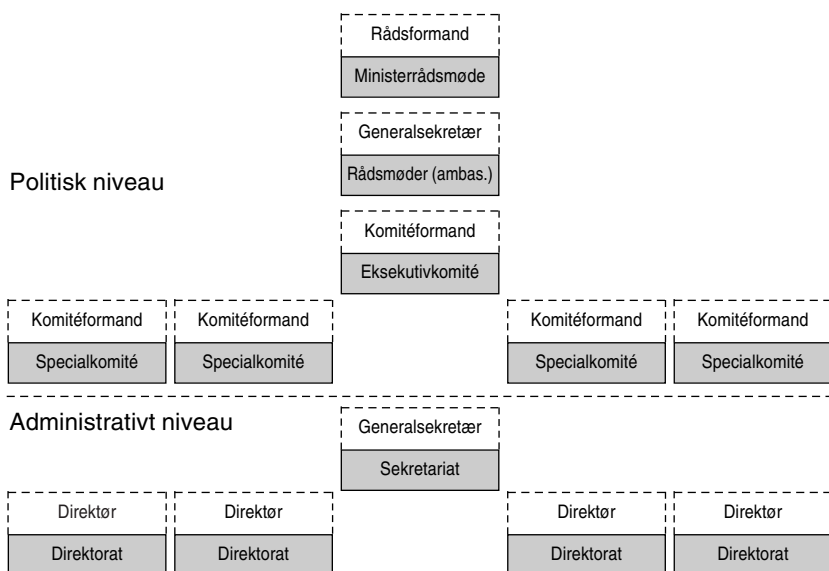 Rådsformand
Ministerrådsmøde
Generalsekretær
Politisk niveau
Rådsmøder (ambas.)
Komitéformand
Eksekutivkomité
Komitéformand Komitéformand Komitéformand Komitéformand
Specialkomité Specialkomité Specialkomité Specialkomité
Administrativt niveau
Generalsekretær
Sekretariat
Direktør Direktør Direktør Direktør
Direktorat Direktorat Direktorat Direktorat